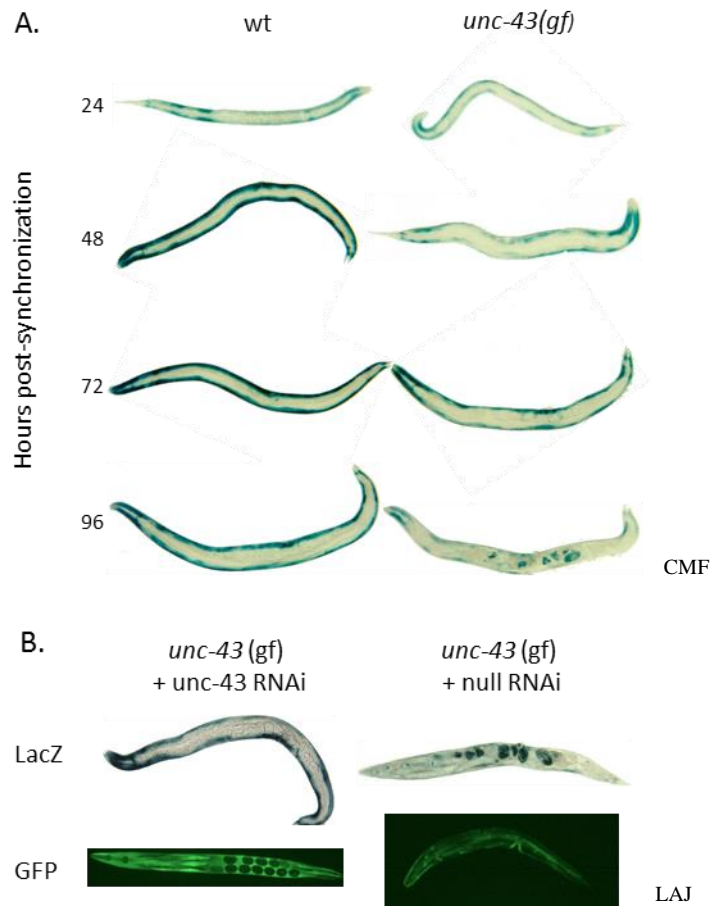 A.
wt
unc-43(gf)
Hours post-synchronization
24
48
72
96
CMF
B.
unc-43 (gf)
+ unc-43 RNAi
unc-43 (gf)
+ null RNAi
LacZ
GFP
LAJ